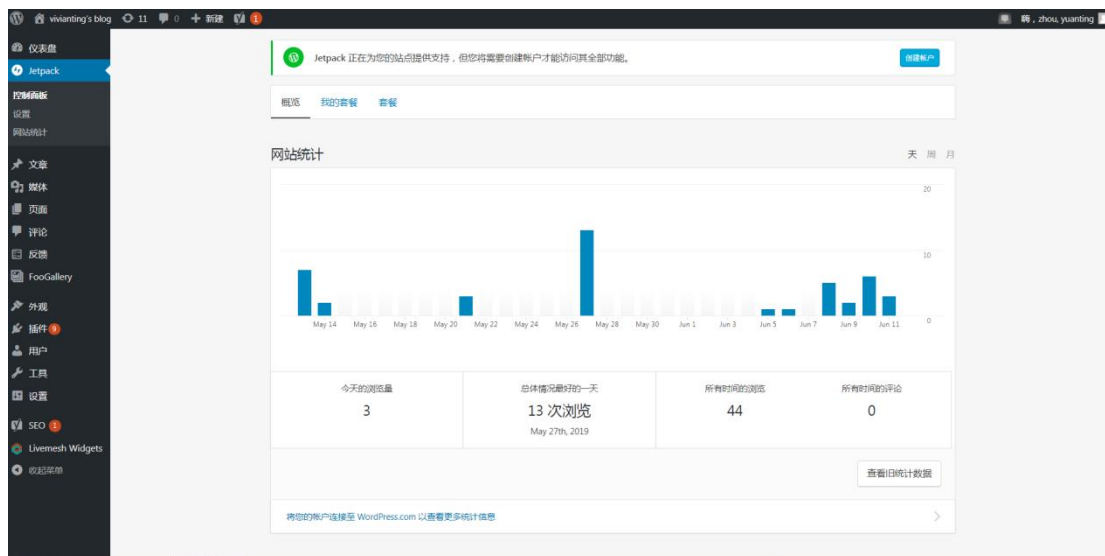 vivianting's blog 11 0 新建 1 嗨，zhou, yuanting
仪表盘
Jetpack
控制面板
设置
网站统计
文章
媒体
页面
评论
反馈
FooGallery
外观
插件 9
用户
工具
设置
SEO 1
Livemesh Widgets
收起菜单
Jetpack 正在为您的站点提供支持，但您将需要创建帐户才能访问其全部功能。 创建帐户
概览 我的套餐 套餐
网站统计 天 周 月
20
10
0
May 14 May 16 May 18 May 20 May 22 May 24 May 26 May 28 May 30 Jun 1 Jun 3 Jun 5 Jun 7 Jun 9 Jun 11
今天的浏览量 总体情况最好的一天 所有时间的浏览 所有时间的评论
3 13 次浏览 44 0
May 27th, 2019
查看旧统计数据
将您的帐户连接至 WordPress.com 以查看更多统计信息